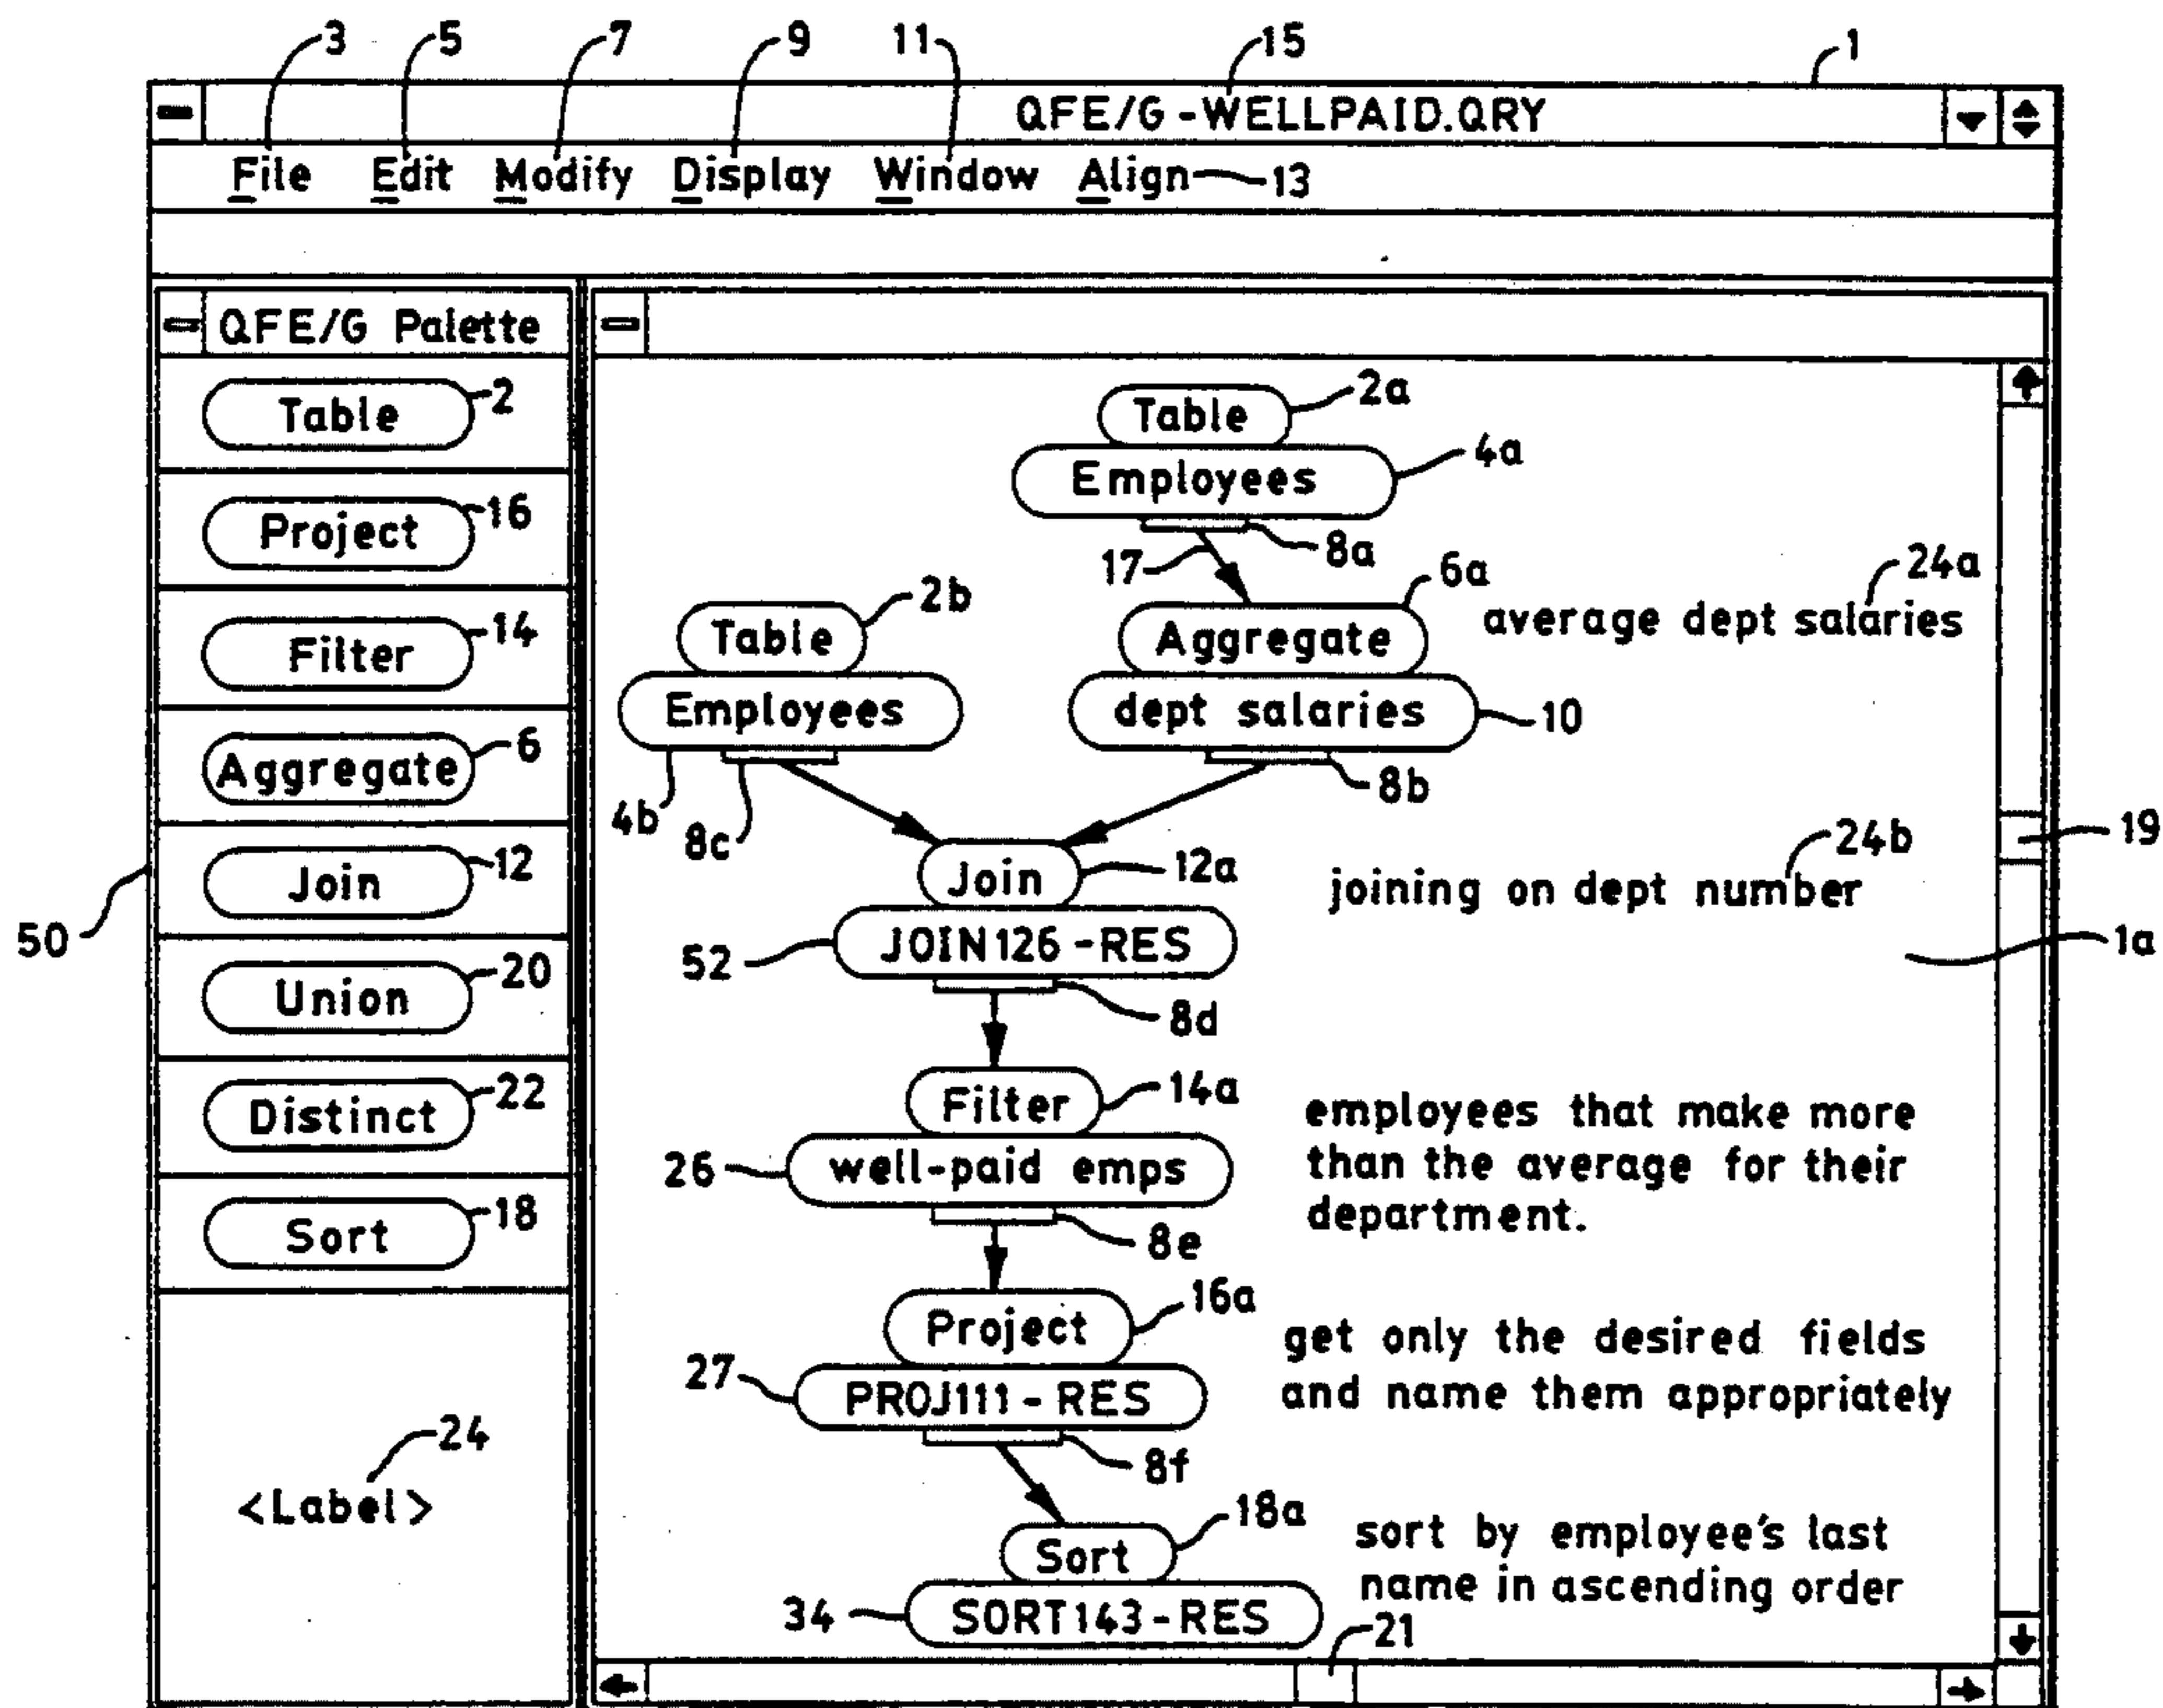 3 5 7 9 11 15 1
QFE/G-WELLPAID.QRY
File Edit Modify Display Window Align 13
QFE/G Palette
Table 2
Project 16
Filter 14
Aggregate 6
Join 12
50
Union 20
Distinct 22
Sort 18
24
<Label>
Table 2a
Employees 4a
17 8a
Table 2b
Employees
4b 8c
6a
Aggregate
24a
average dept salaries
dept salaries 10
8b
19
Join 12a
24b
joining on dept number
1a
52 JOIN126-RES
8d
Filter 14a
26 well-paid emps
8e
employees that make more
than the average for their
department.
Project 16a
27 PROJ111-RES
8f
get only the desired fields
and name them appropriately
Sort 18a
34 SORT143-RES
sort by employee's last
name in ascending order
21